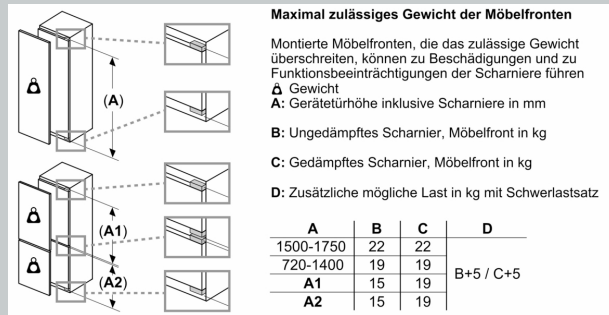 Maximal zulässiges Gewicht der Möbelfronten
Montierte Möbelfronten, die das zulässige Gewicht
überschreiten, können zu Beschädigungen und zu
Funktionsbeeinträchtigungen der Scharniere führen
Gewicht
A: Gerätetürhöhe inklusive Scharniere in mm
B: Ungedämpftes Scharnier, Möbelfront in kg
C: Gedämpftes Scharnier, Möbelfront in kg
D: Zusätzliche mögliche Last in kg mit Schwerlastsatz
(A)
(A1)
(A2)
A B C D
1500-1750 22 22
720-1400 19 19
B+5 / C+5
A1 15 19
A2 15 19